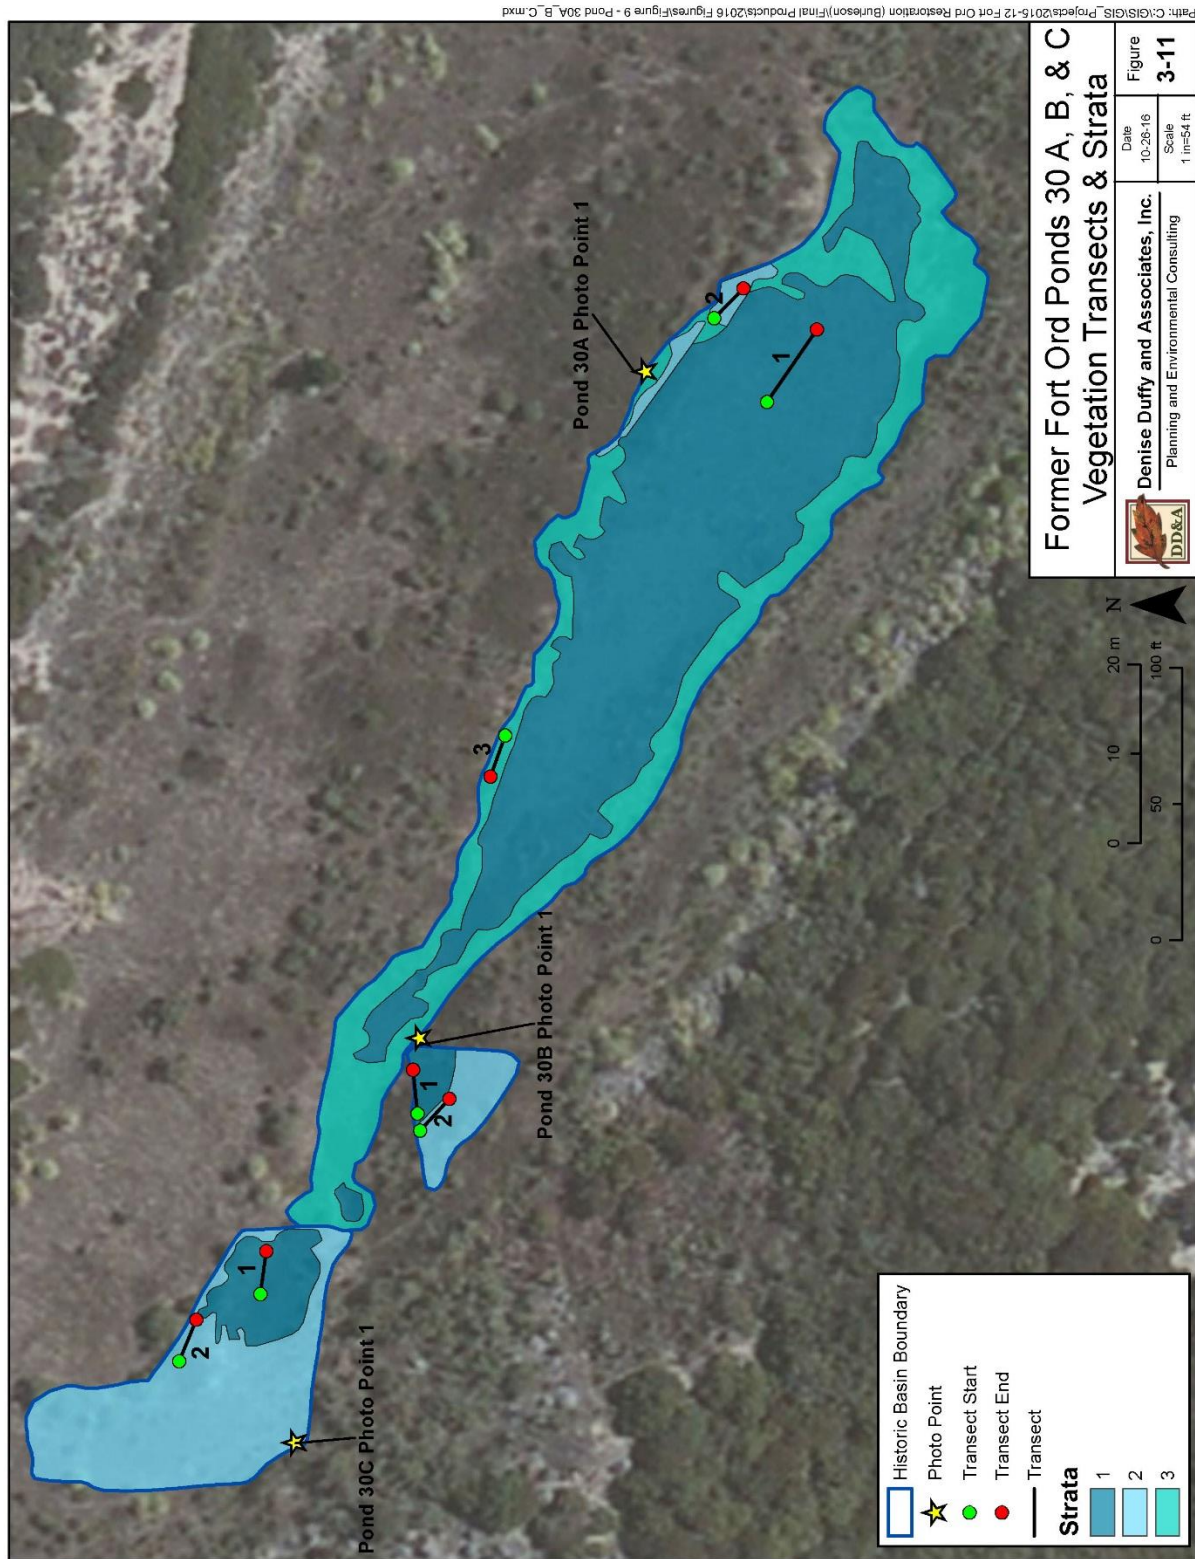 Path: C:\GIS\GIS_Projects\2015-12 Fort Ord Restoration (Burleson)\Final Products\2016 Figures\Figure 9 - Pond 30A_B_C.mxd
Pond 30C Photo Point 1
2
1
Pond 30B Photo Point 1
1
2
3
Pond 30A Photo Point 1
2
1
Historic Basin Boundary
Photo Point
Transect Start
Transect End
Transect
Strata
1
2
3
N
0 10 20 m
0 50 100 ft
Former Fort Ord Ponds 30 A, B, & C
Vegetation Transects & Strata
DD&A
Denise Duffy and Associates, Inc.
Planning and Environmental Consulting
Date
10-26-16
Scale
1 in=54 ft
Figure
3-11